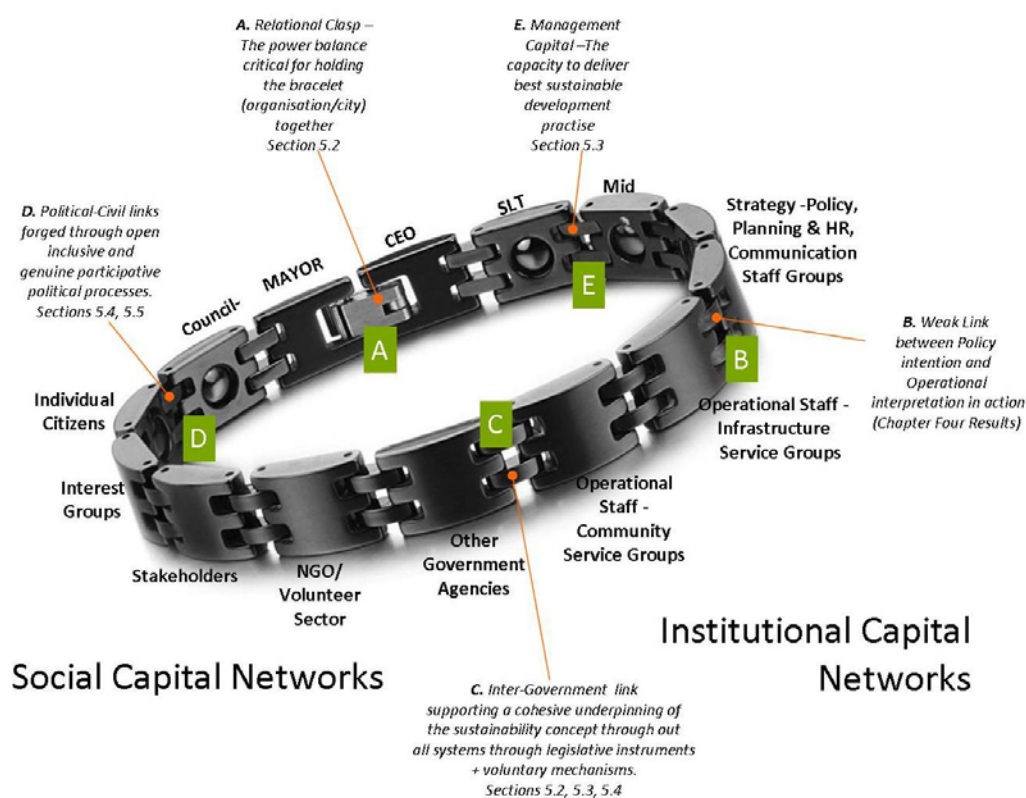 A. Relational Clasp –
The power balance
critical for holding
the bracelet
(organisation/city)
together
Section 5.2
E. Management
Capital –The
capacity to deliver
best sustainable
development
practise
Section 5.3
D. Political-Civil links
forged through open
inclusive and
genuine participative
political processes.
Sections 5.4, 5.5
Council-
MAYOR
CEO
SLT
Mid
Strategy -Policy,
Planning & HR,
Communication
Staff Groups
B. Weak Link
between Policy
intention and
Operational
interpretation in action
(Chapter Four Results)
A
E
B
C
D
Individual
Citizens
Interest
Groups
Stakeholders
NGO/
Volunteer
Sector
Other
Government
Agencies
Operational
Staff -
Community
Service Groups
Operational Staff -
Infrastructure
Service Groups
Social Capital Networks
Institutional Capital
Networks
C. Inter-Government link
supporting a cohesive underpinning of
the sustainability concept through out
all systems through legislative instruments
+ voluntary mechanisms.
Sections 5.2, 5.3, 5.4